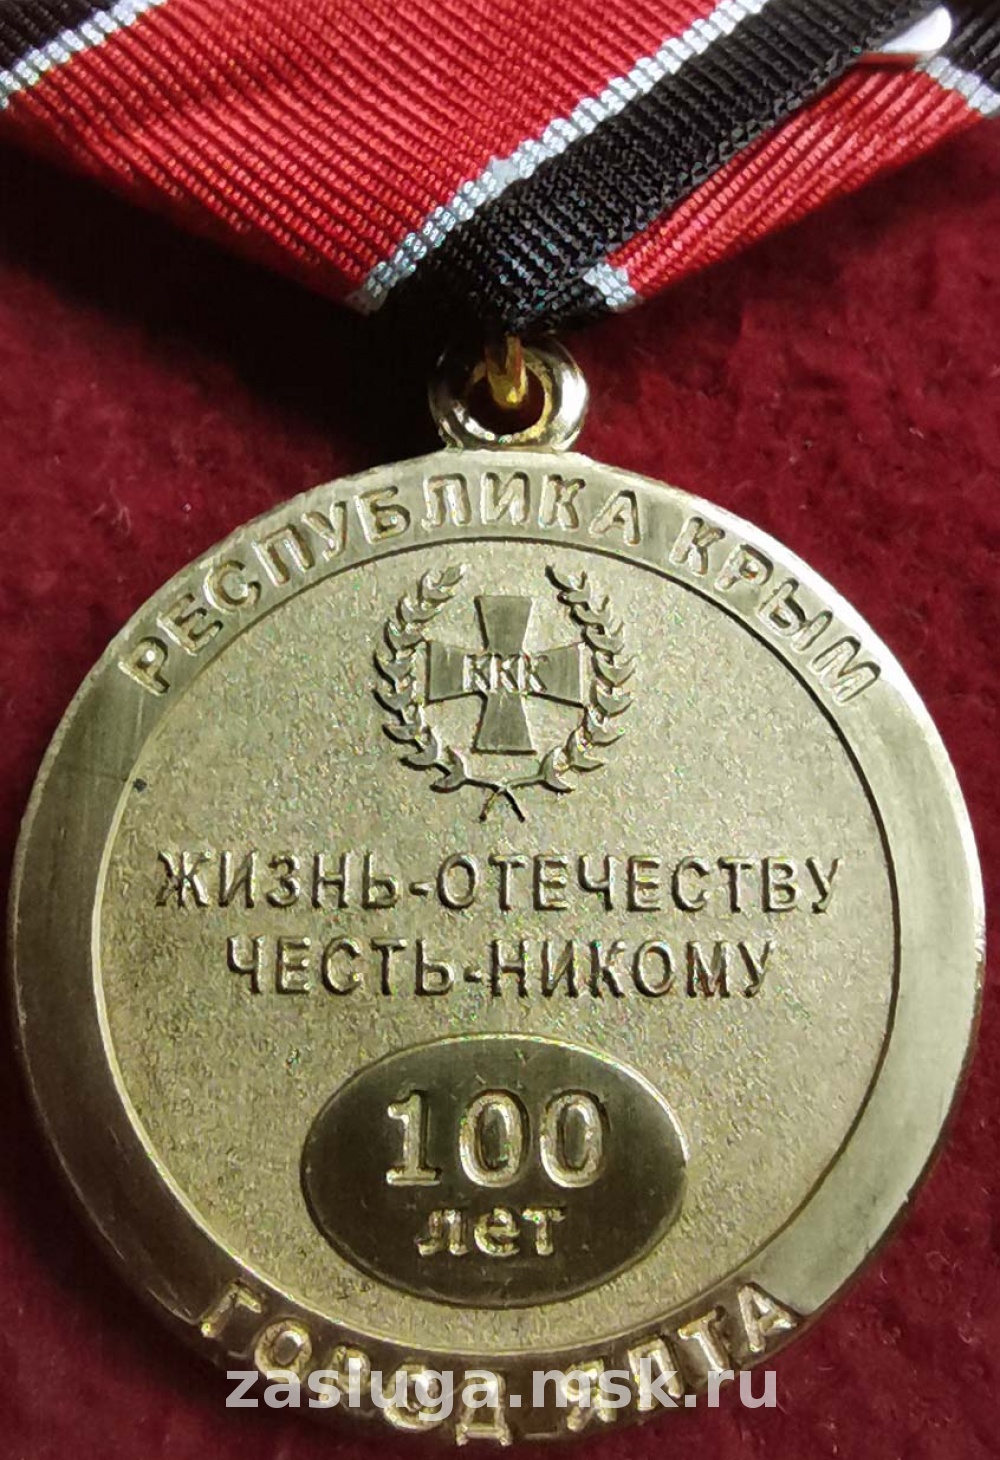 РЕСПУБЛИКА КРЫМ
ККК
ЖИЗНЬ-ОТЕЧЕСТВУ
ЧЕСТЬ-НИКОМУ
100
лет
ГОРОД ЯЛТА
zasluga.msk.ru